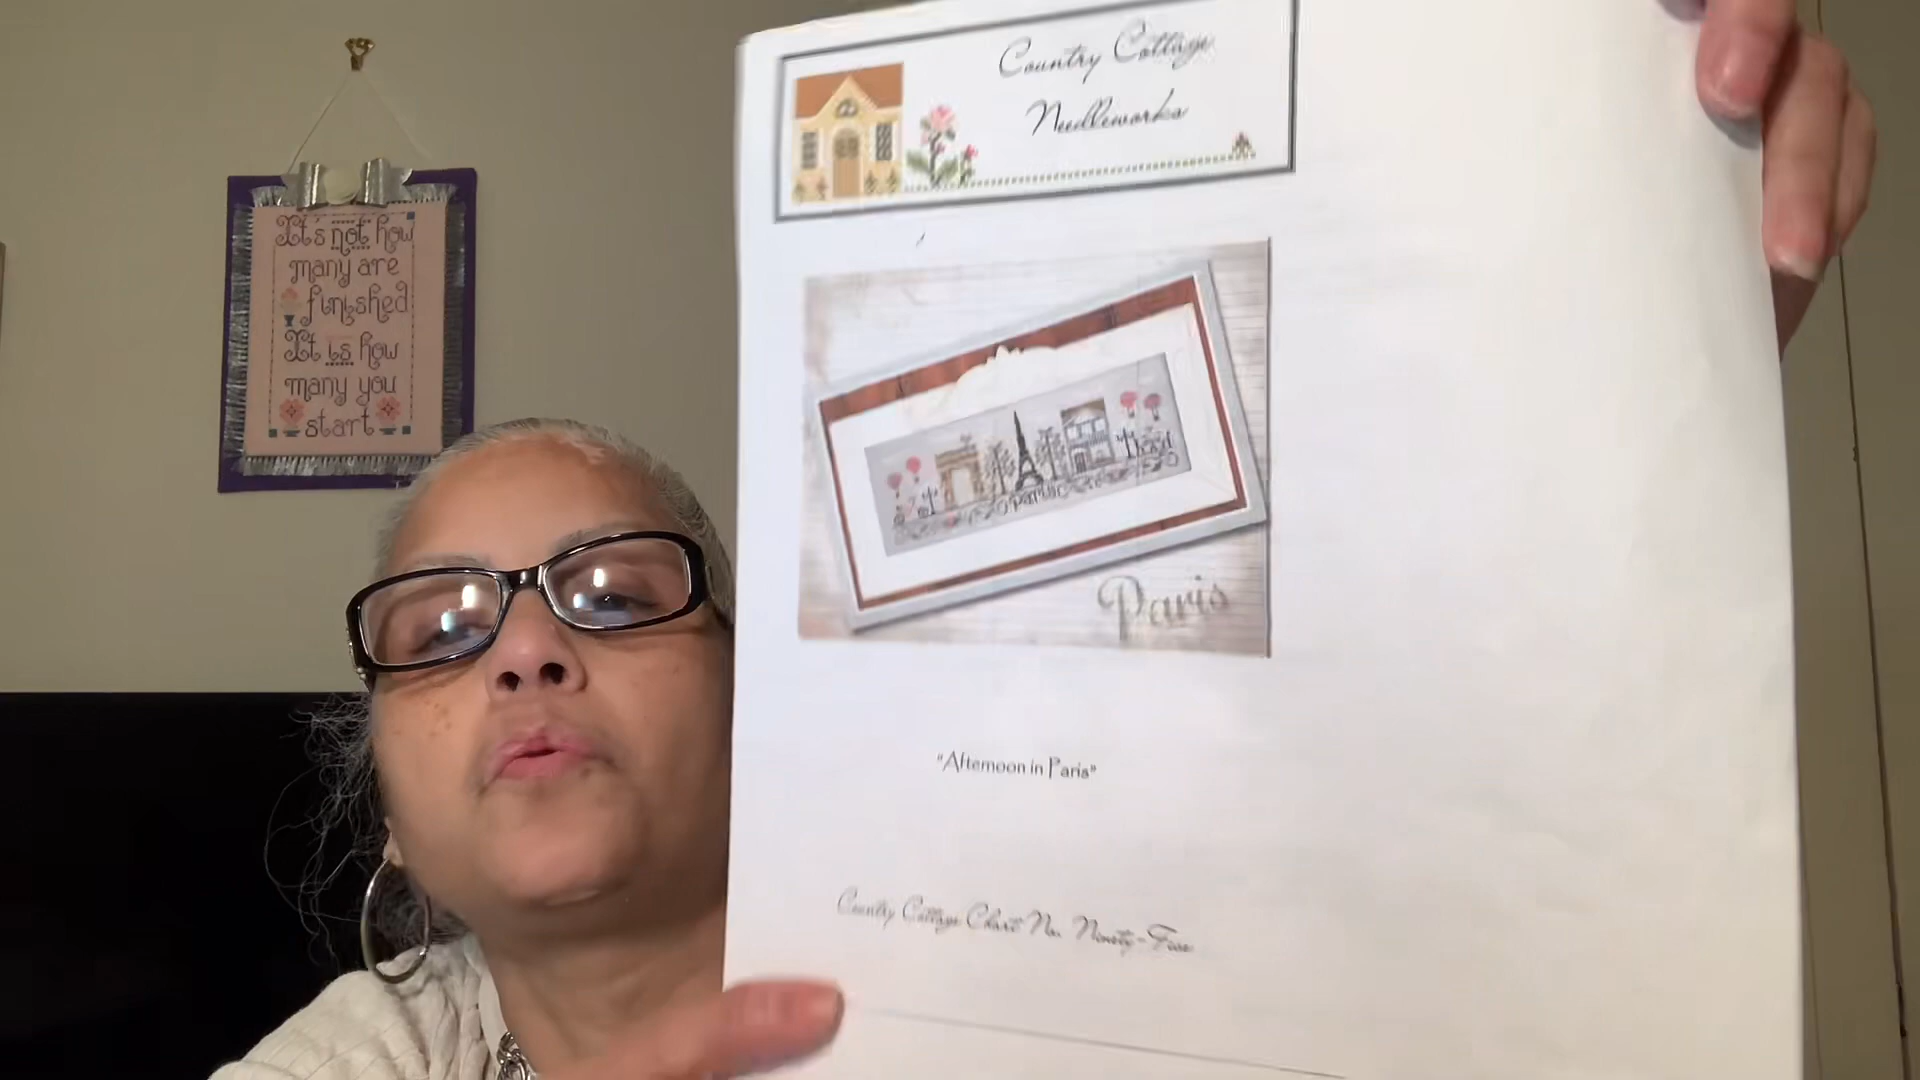 It's not how
many are
finished
It is how
many you
start
Country Cottage
Needleworks
Paris
"Afternoon in Paris"
Country Cottage Chart No. Ninety-Five